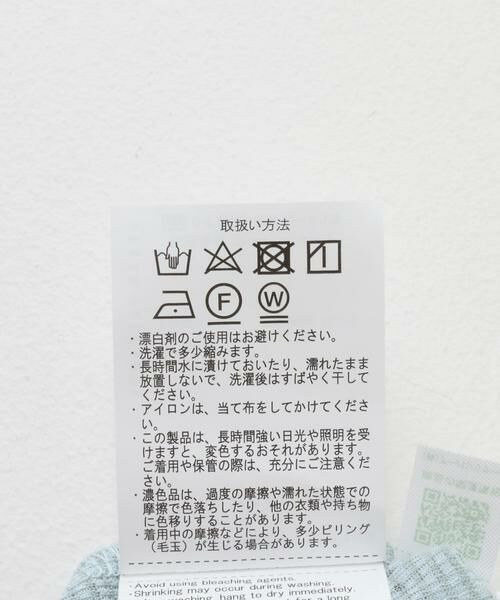 取扱い方法
F W
・漂白剤のご使用はお避けください。
・洗濯で多少縮みます。
・長時間水に漬けておいたり、濡れたまま
放置しないで、洗濯後はすばやく干して
ください。
・アイロンは、当て布をしてかけてくださ
い。
・この製品は、長時間強い日光や照明を受
けますと、変色するおそれがあります。
ご着用や保管の際は、充分にご注意くだ
さい。
・濃色品は、過度の摩擦や濡れた状態での
摩擦で色落ちしたり、他の衣類や持ち物
に色移りすることがあります。
・着用中の摩擦などにより、多少ピリング
(毛玉)が生じる場合があります。
・Avoid using bleaching agents.
・Shrinking may occur during washing.
washing, hang to dry immediately.
for a long